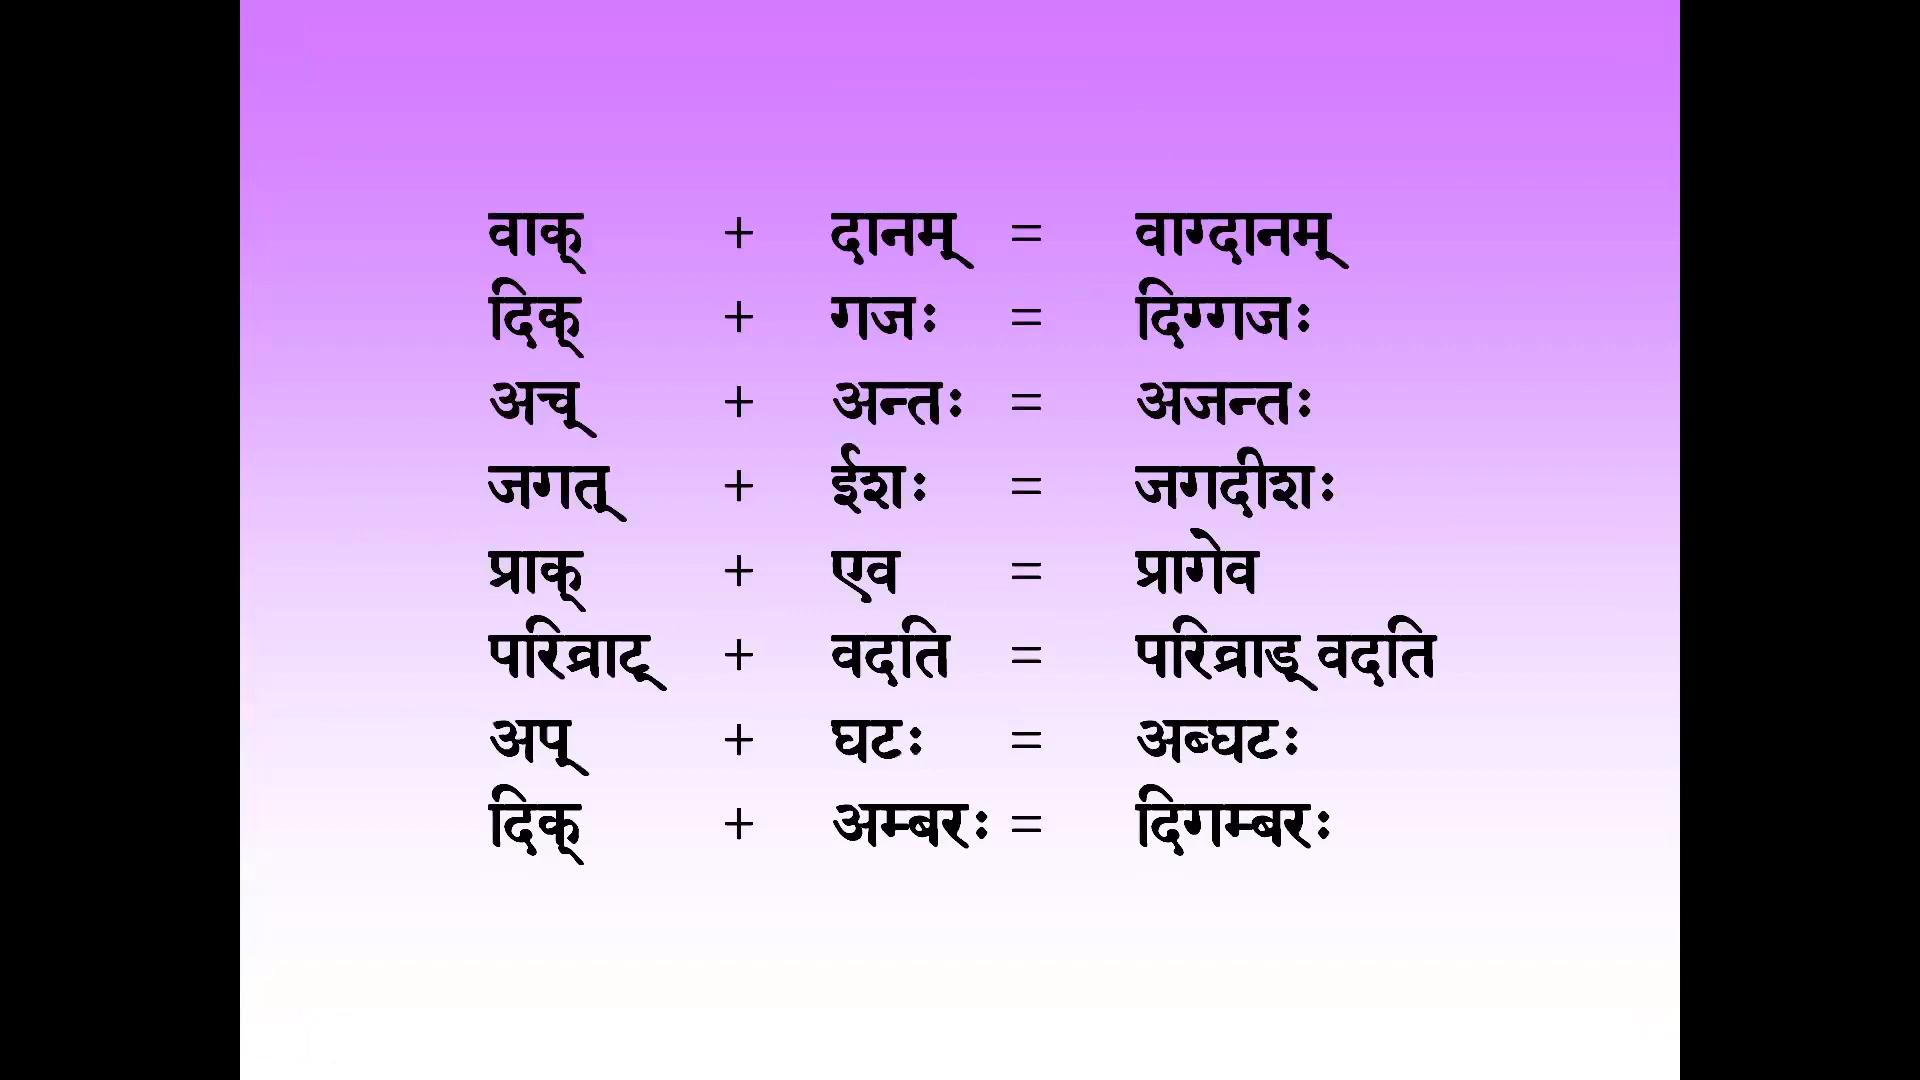 वाक् + दानम् = वाग्दानम्
दिक् + गजः = दिग्गजः
अच् + अन्तः = अजन्तः
जगत् + ईशः = जगदीशः
प्राक् + एव = प्रागेव
परिव्राट् + वदति = परिव्राड् वदति
अप् + घटः = अब्घटः
दिक् + अम्बरः = दिगम्बरः